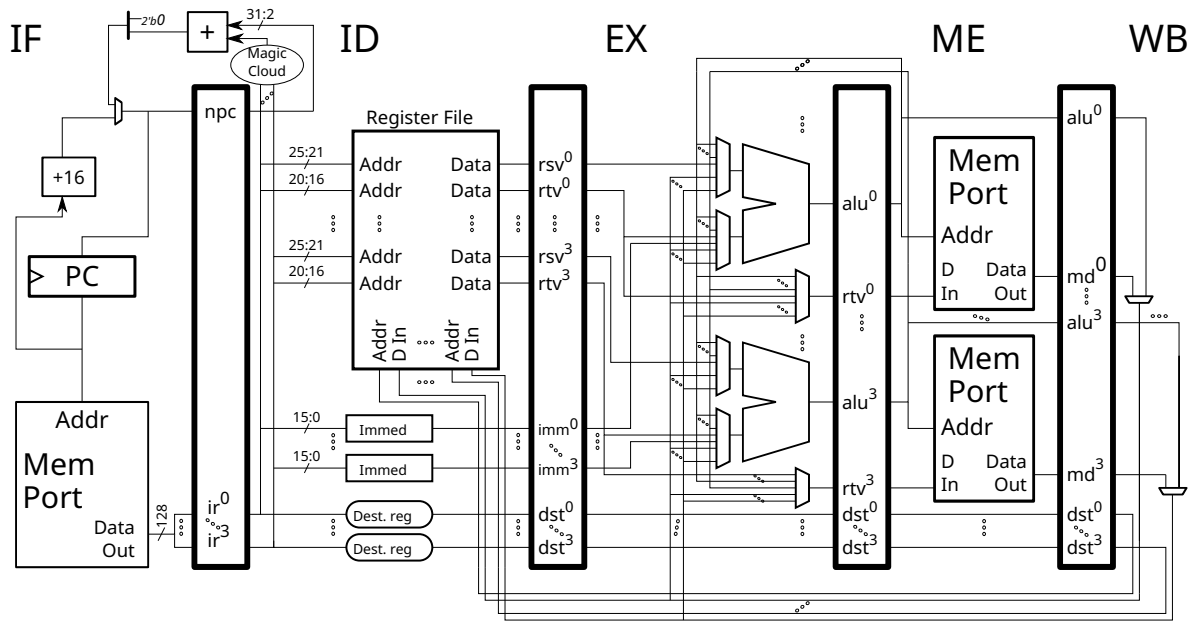 IF
ID
EX
ME
WB
2'b0
+
31:2
Magic
Cloud
npc
+16
PC
Addr
Mem
Port
Data
Out
128
ir0
ir3
Register File
25:21
Addr
Data
rsv0
20:16
Addr
Data
rtv0
25:21
Addr
Data
rsv3
20:16
Addr
Data
rtv3
Addr
D In
Addr
D In
15:0
Immed
imm0
15:0
Immed
imm3
Dest. reg
dst0
Dest. reg
dst3
alu0
rtv0
alu3
rtv3
dst0
dst3
Mem
Port
Addr
D
In
Data
Out
Mem
Port
Addr
D
In
Data
Out
alu0
md0
alu3
md3
dst0
dst3